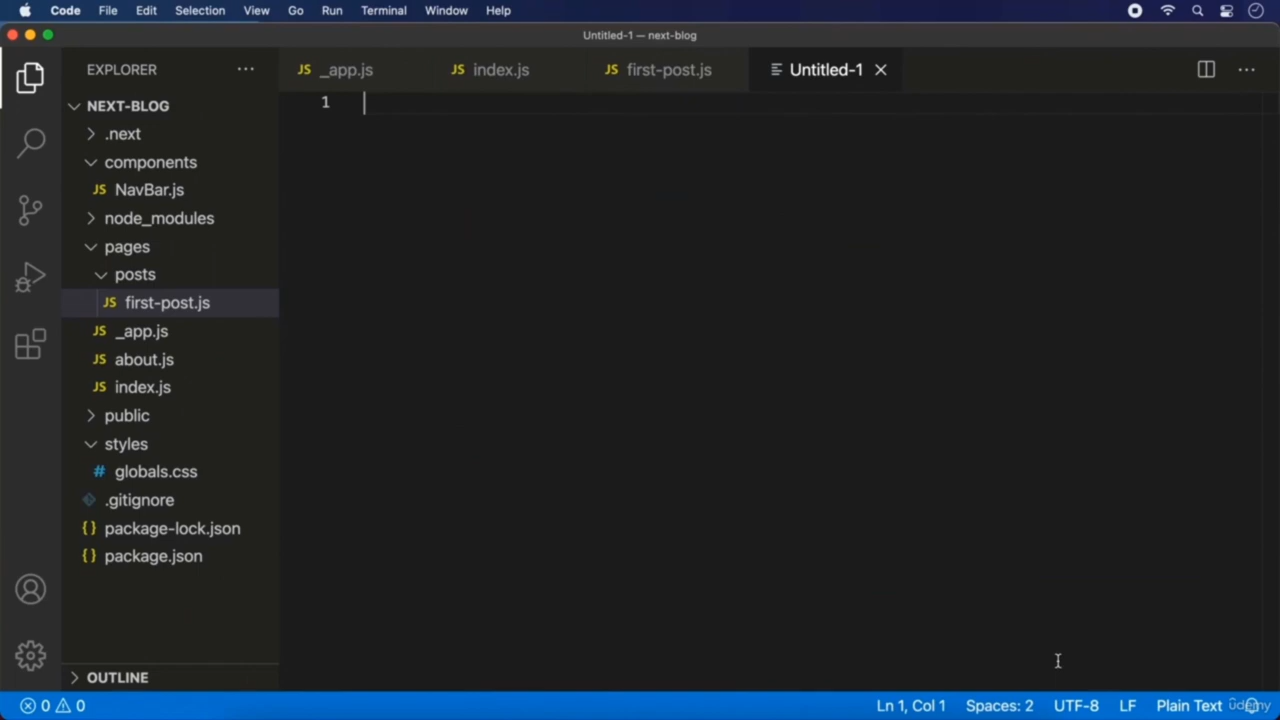 Code File Edit Selection View Go Run Terminal Window Help
Untitled-1 — next-blog
EXPLORER
JS _app.js
JS index.js
JS first-post.js
Untitled-1
1
NEXT-BLOG
.next
components
JS NavBar.js
node_modules
pages
posts
JS first-post.js
JS _app.js
JS about.js
JS index.js
public
styles
# globals.css
.gitignore
{} package-lock.json
{} package.json
OUTLINE
0 0
Ln 1, Col 1 Spaces: 2 UTF-8 LF Plain Text
ûdemy